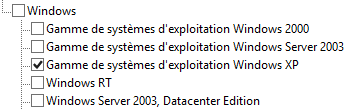 Windows
Gamme de systèmes d'exploitation Windows 2000
Gamme de systèmes d'exploitation Windows Server 2003
Gamme de systèmes d'exploitation Windows XP
Windows RT
Windows Server 2003, Datacenter Edition